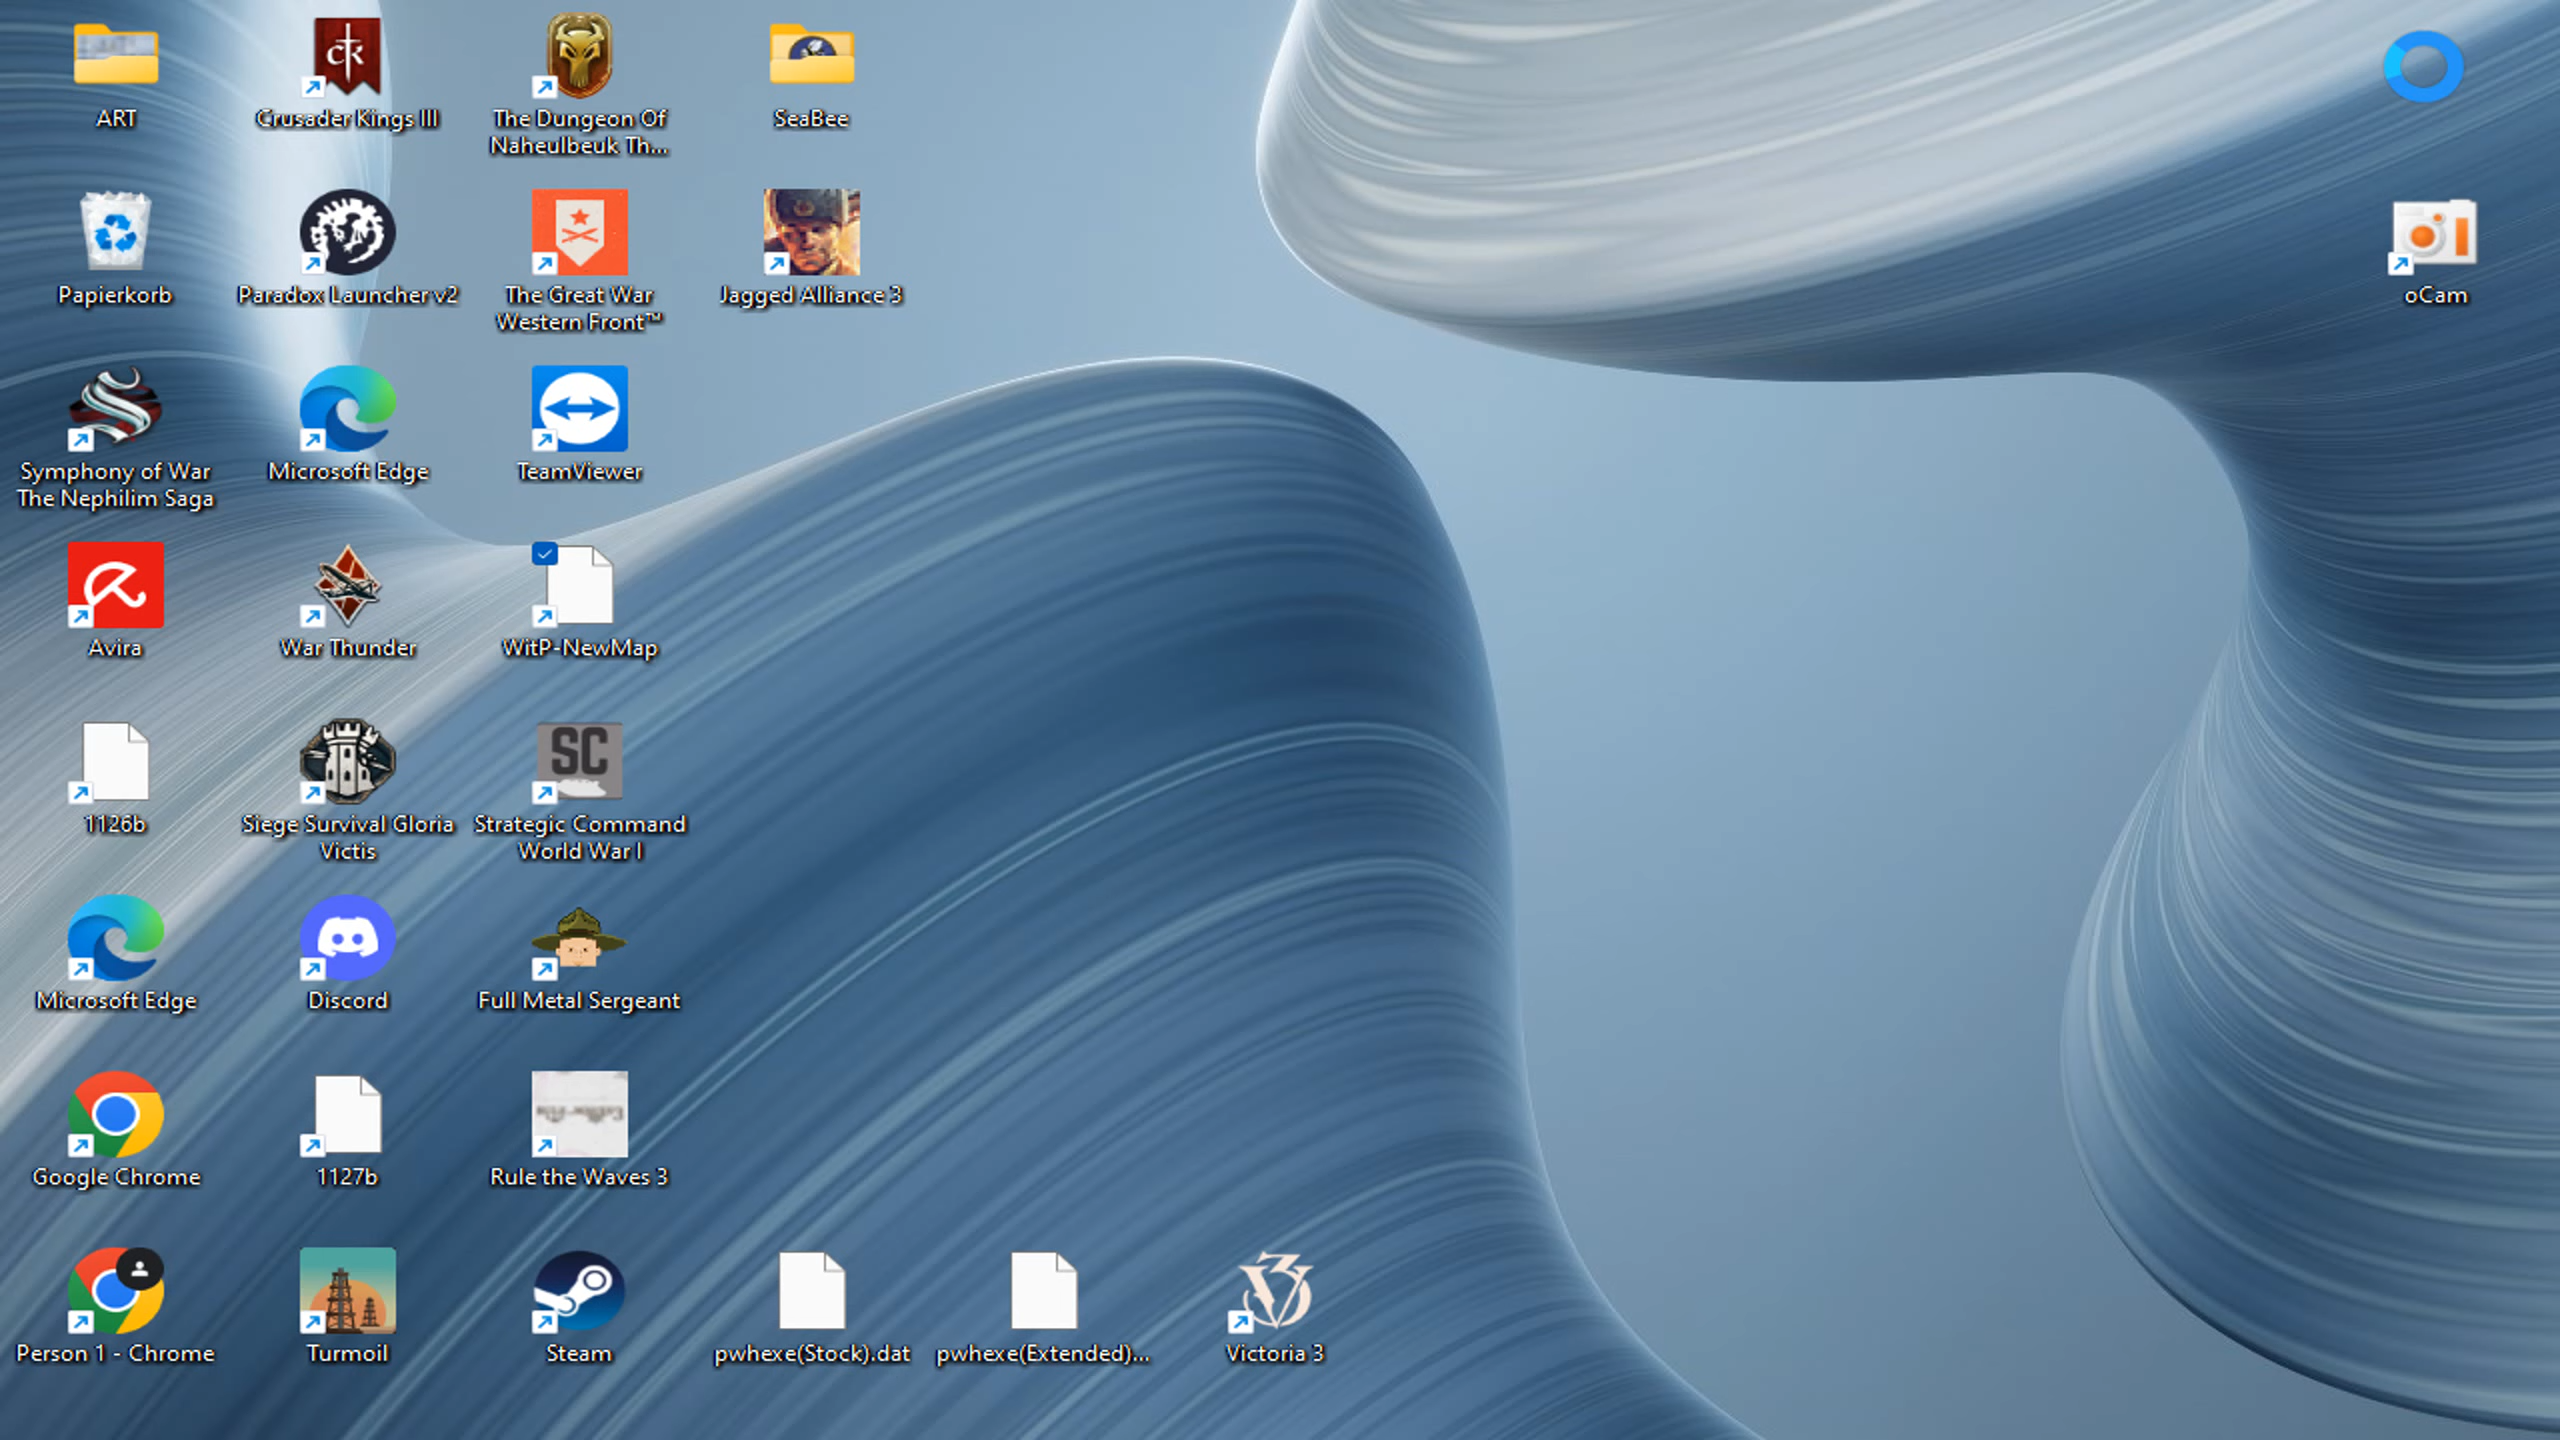 ART
Crusader Kings III
The Dungeon Of
Naheulbeuk Th...
SeaBee
Papierkorb
Paradox Launcher v2
The Great War
Western Front™
Jagged Alliance 3
oCam
Symphony of War
The Nephilim Saga
Microsoft Edge
TeamViewer
Avira
War Thunder
WitP-NewMap
SC
1126b
Siege Survival Gloria
Victis
Strategic Command
World War I
Microsoft Edge
Discord
Full Metal Sergeant
Google Chrome
1127b
Rule the Waves 3
Person 1 - Chrome
Turmoil
Steam
pwhexe(Stock).dat
pwhexe(Extended)...
Victoria 3